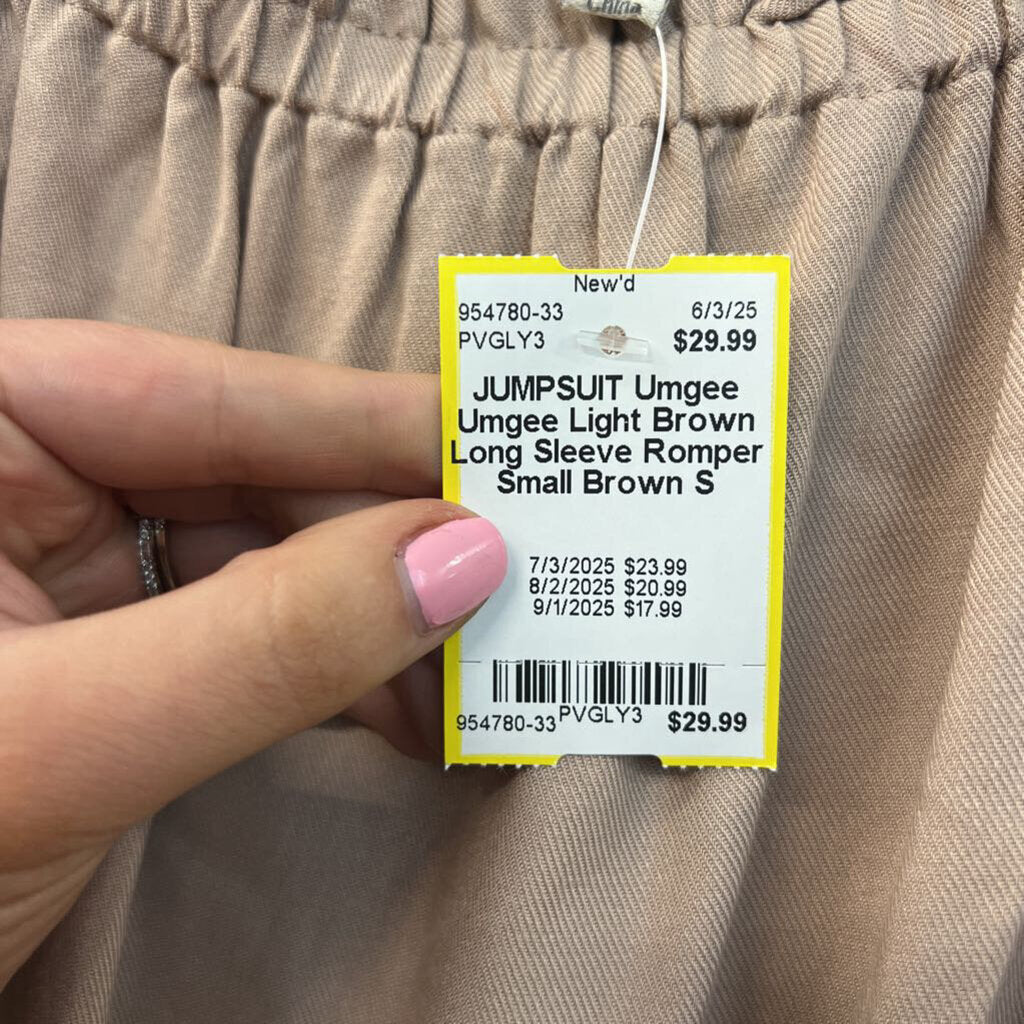 China
New'd
954780-33 6/3/25
PVGLY3 $29.99
JUMPSUIT Umgee
Umgee Light Brown
Long Sleeve Romper
Small Brown S
7/3/2025 $23.99
8/2/2025 $20.99
9/1/2025 $17.99
954780-33 PVGLY3 $29.99